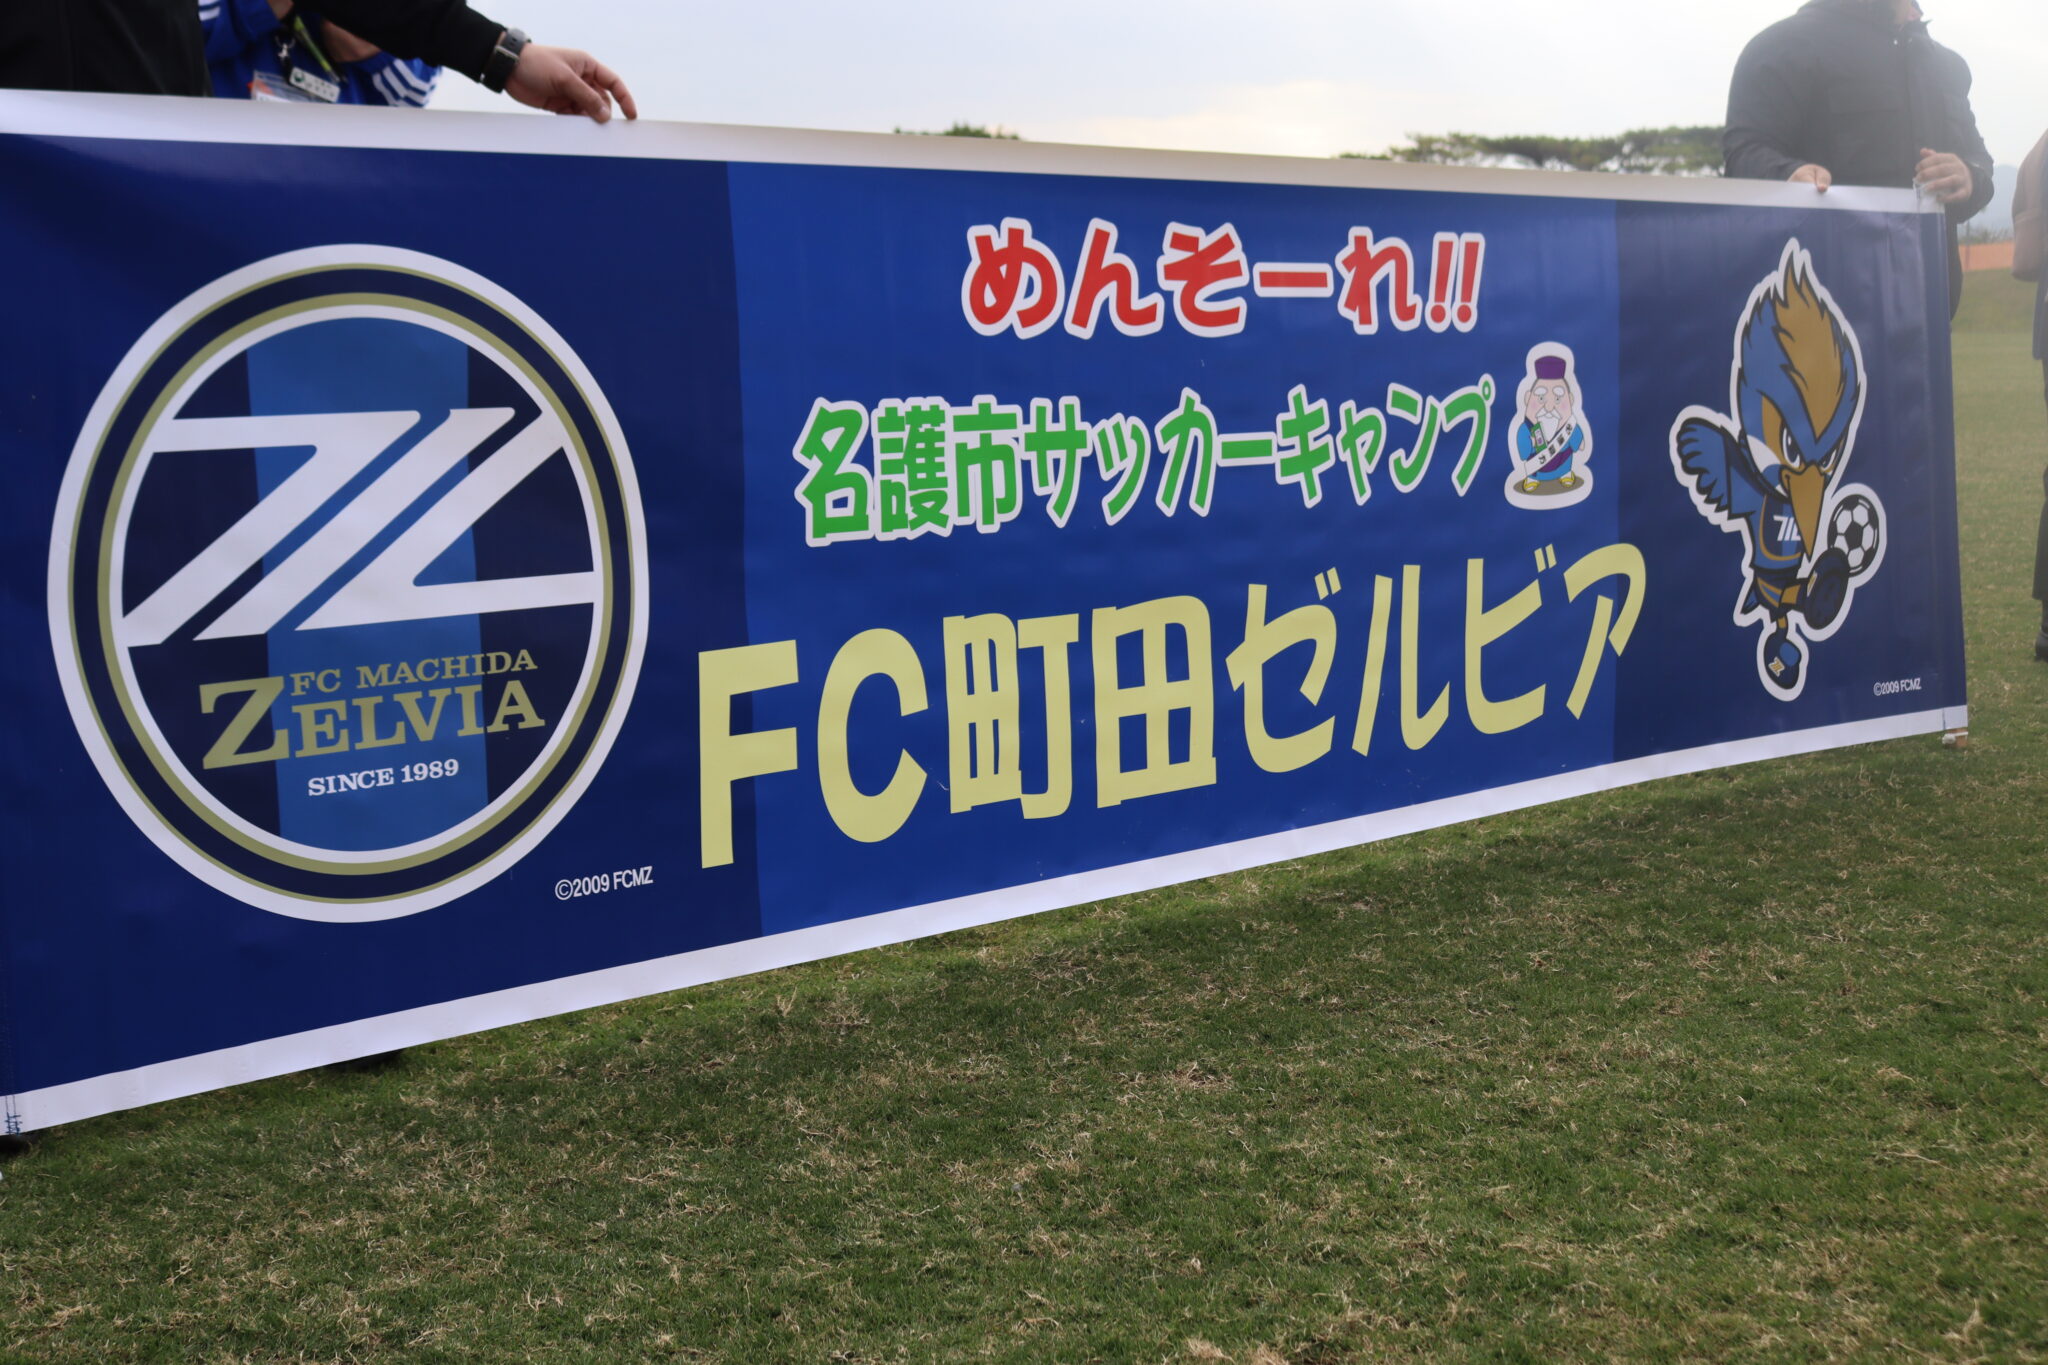 めんそーれ!!
名護市サッカーキャンプ
FC町田ゼルビア
FC MACHIDA
ZELVIA
SINCE 1989
©2009 FCMZ
©2009 FCMZ